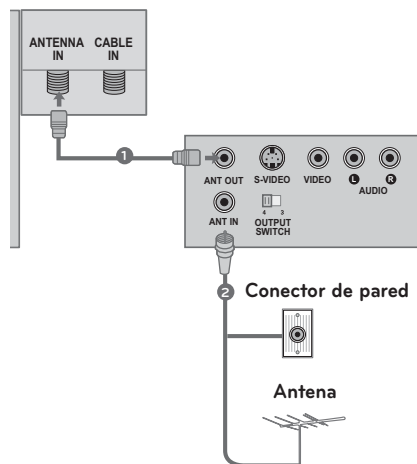 ANTENNA IN
CABLE IN
1
ANT OUT
S-VIDEO
VIDEO
L
R
AUDIO
ANT IN
4 3
OUTPUT SWITCH
2
Conector de pared
Antena